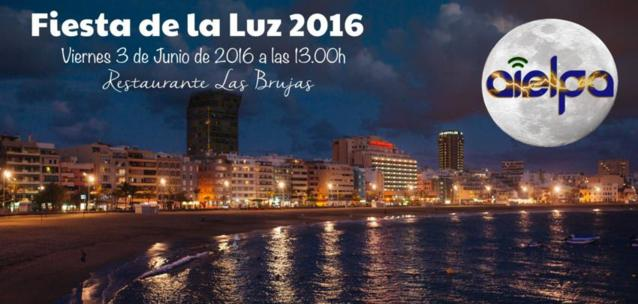 Fiesta de la Luz 2016
Viernes 3 de Junio de 2016 a las 13.00h
Restaurante Las Brujas
aielpa